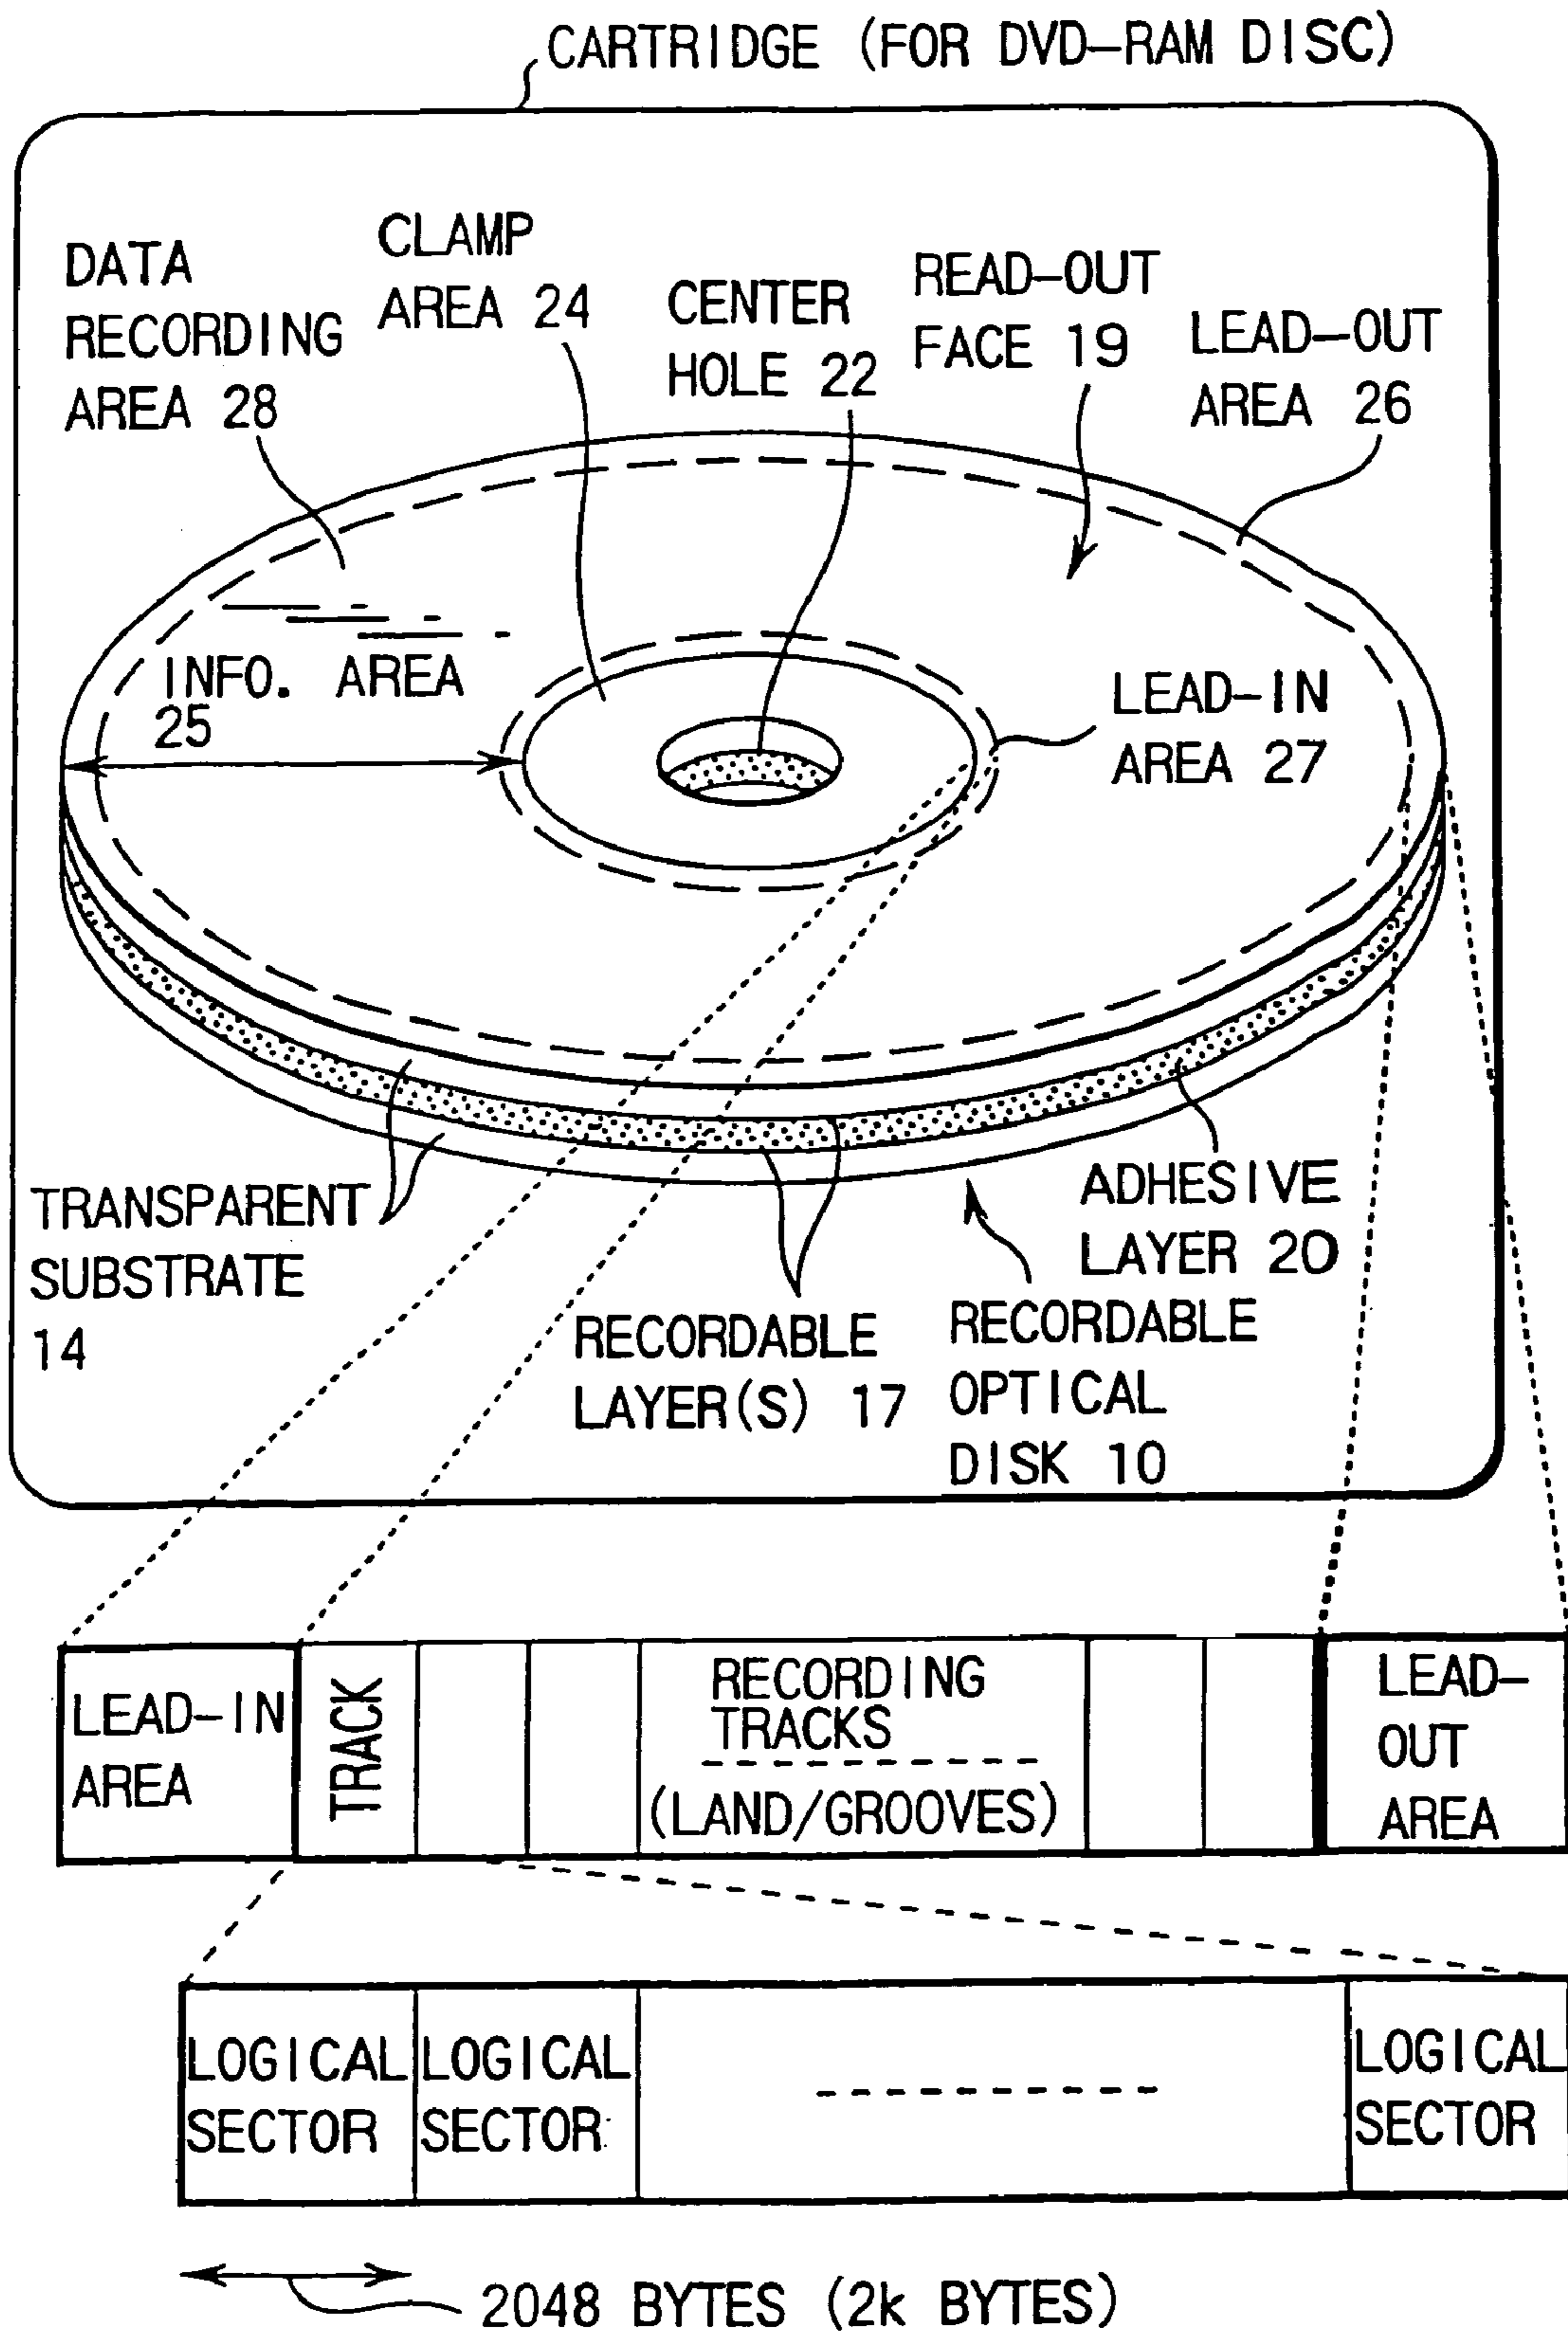 CARTRIDGE (FOR DVD-RAM DISC)
DATA
RECORDING
AREA 28
CLAMP
AREA 24
CENTER
HOLE 22
READ-OUT
FACE 19
LEAD-OUT
AREA 26
INFO. AREA
25
LEAD-IN
AREA 27
TRANSPARENT
SUBSTRATE
14
RECORDABLE
LAYER(S) 17
ADHESIVE
LAYER 20
RECORDABLE
OPTICAL
DISK 10
LEAD-IN
AREA
TRACK
RECORDING
TRACKS
(LAND/GROOVES)
LEAD-
OUT
AREA
LOGICAL
SECTOR
LOGICAL
SECTOR
LOGICAL
SECTOR
2048 BYTES (2k BYTES)